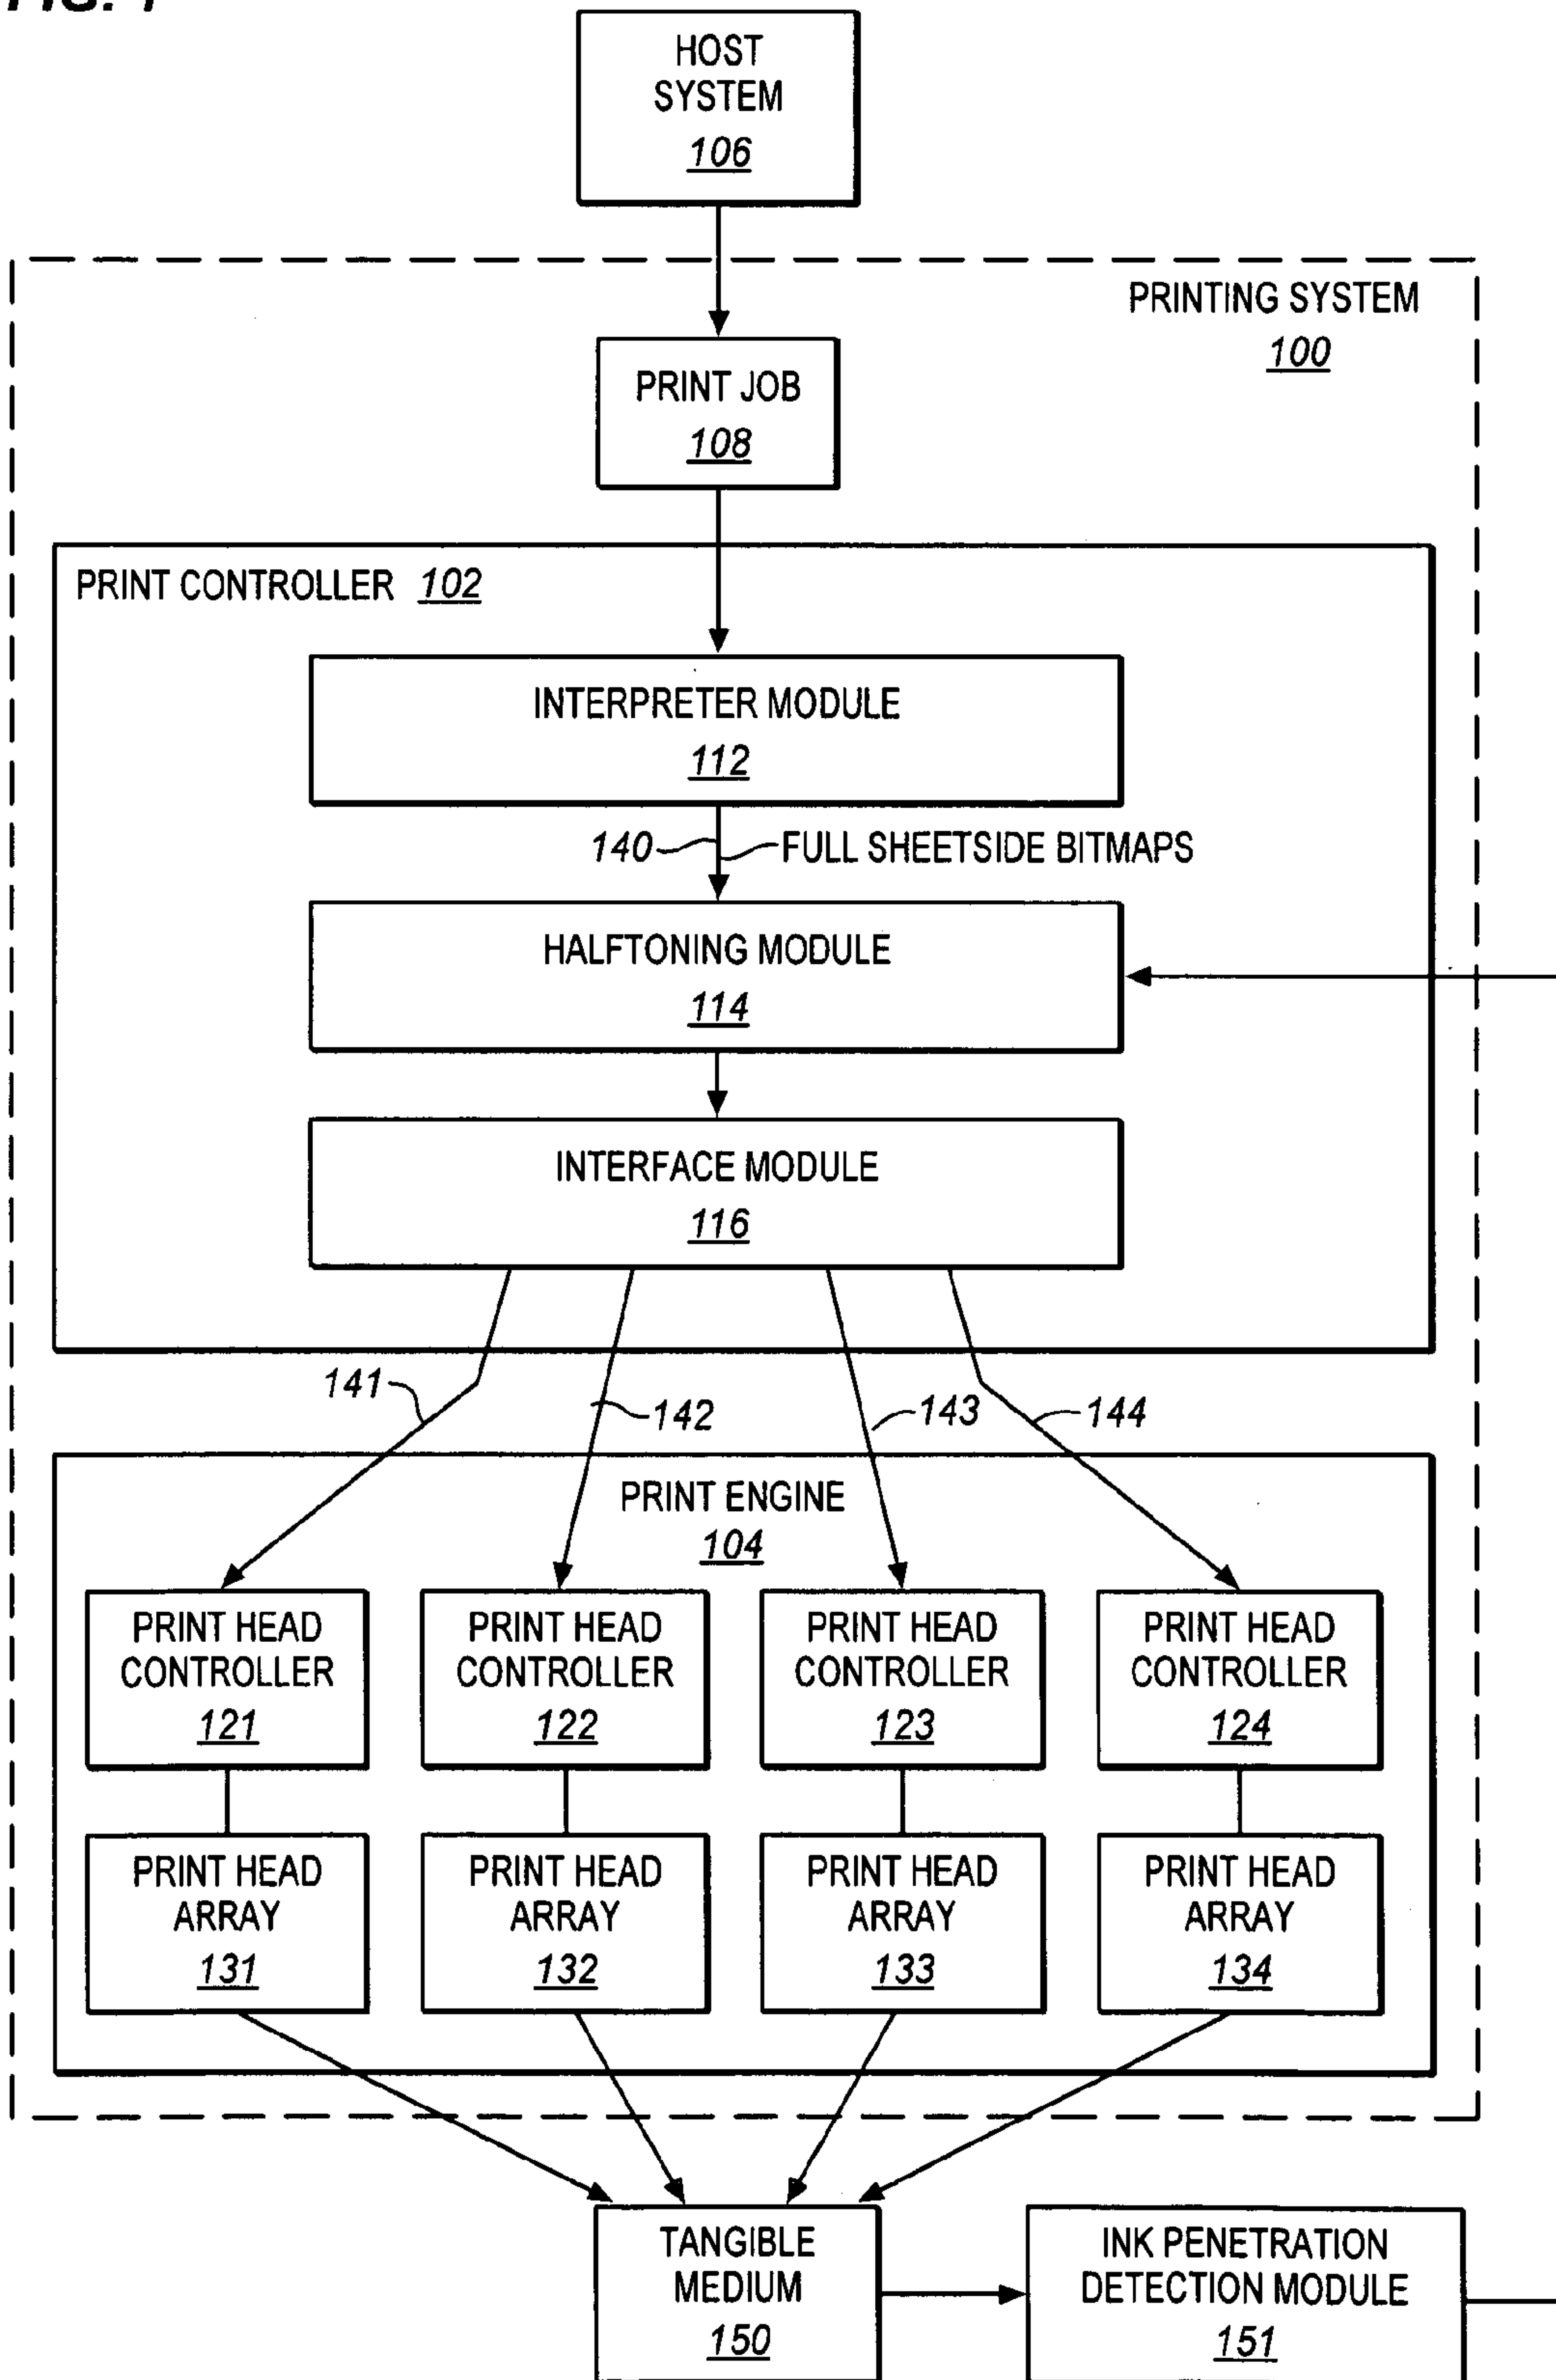 FIG. 1
HOST
SYSTEM
106
PRINTING SYSTEM
100
PRINT JOB
108
PRINT CONTROLLER 102
INTERPRETER MODULE
112
140 FULL SHEETSIDE BITMAPS
HALFTONING MODULE
114
INTERFACE MODULE
116
141
142
143
144
PRINT ENGINE
104
PRINT HEAD
CONTROLLER
121
PRINT HEAD
CONTROLLER
122
PRINT HEAD
CONTROLLER
123
PRINT HEAD
CONTROLLER
124
PRINT HEAD
ARRAY
131
PRINT HEAD
ARRAY
132
PRINT HEAD
ARRAY
133
PRINT HEAD
ARRAY
134
TANGIBLE
MEDIUM
150
INK PENETRATION
DETECTION MODULE
151